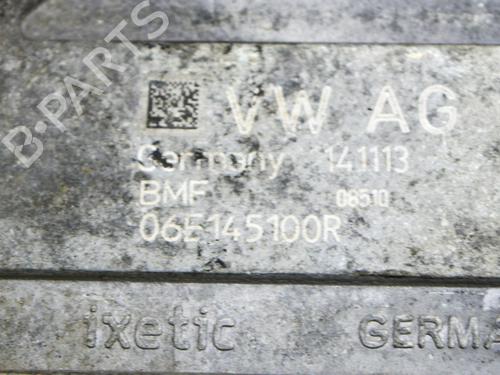 B-PARTS
VW AG
Germany 141113
BMF 08510
06E145100R
ixetic GERMA